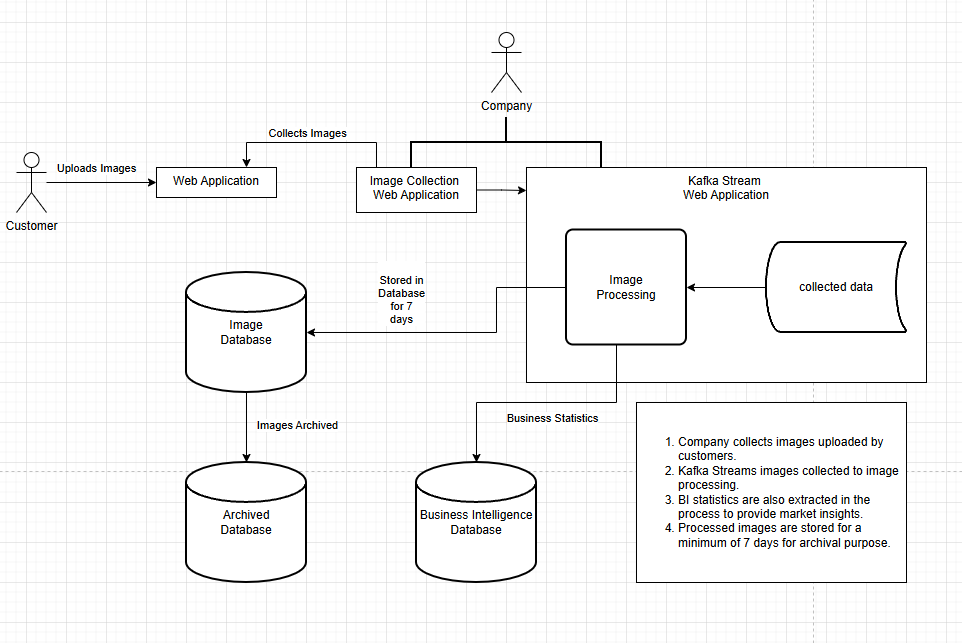 Company
Collects Images
Uploads Images
Customer
Web Application
Image Collection
Web Application
Kafka Stream
Web Application
Image
Processing
collected data
Stored in
Database
for 7
days
Image
Database
Images Archived
Business Statistics
Archived
Database
Business Intelligence
Database
1. Company collects images uploaded by
customers.
2. Kafka Streams images collected to image
processing.
3. BI statistics are also extracted in the
process to provide market insights.
4. Processed images are stored for a
minimum of 7 days for archival purpose.